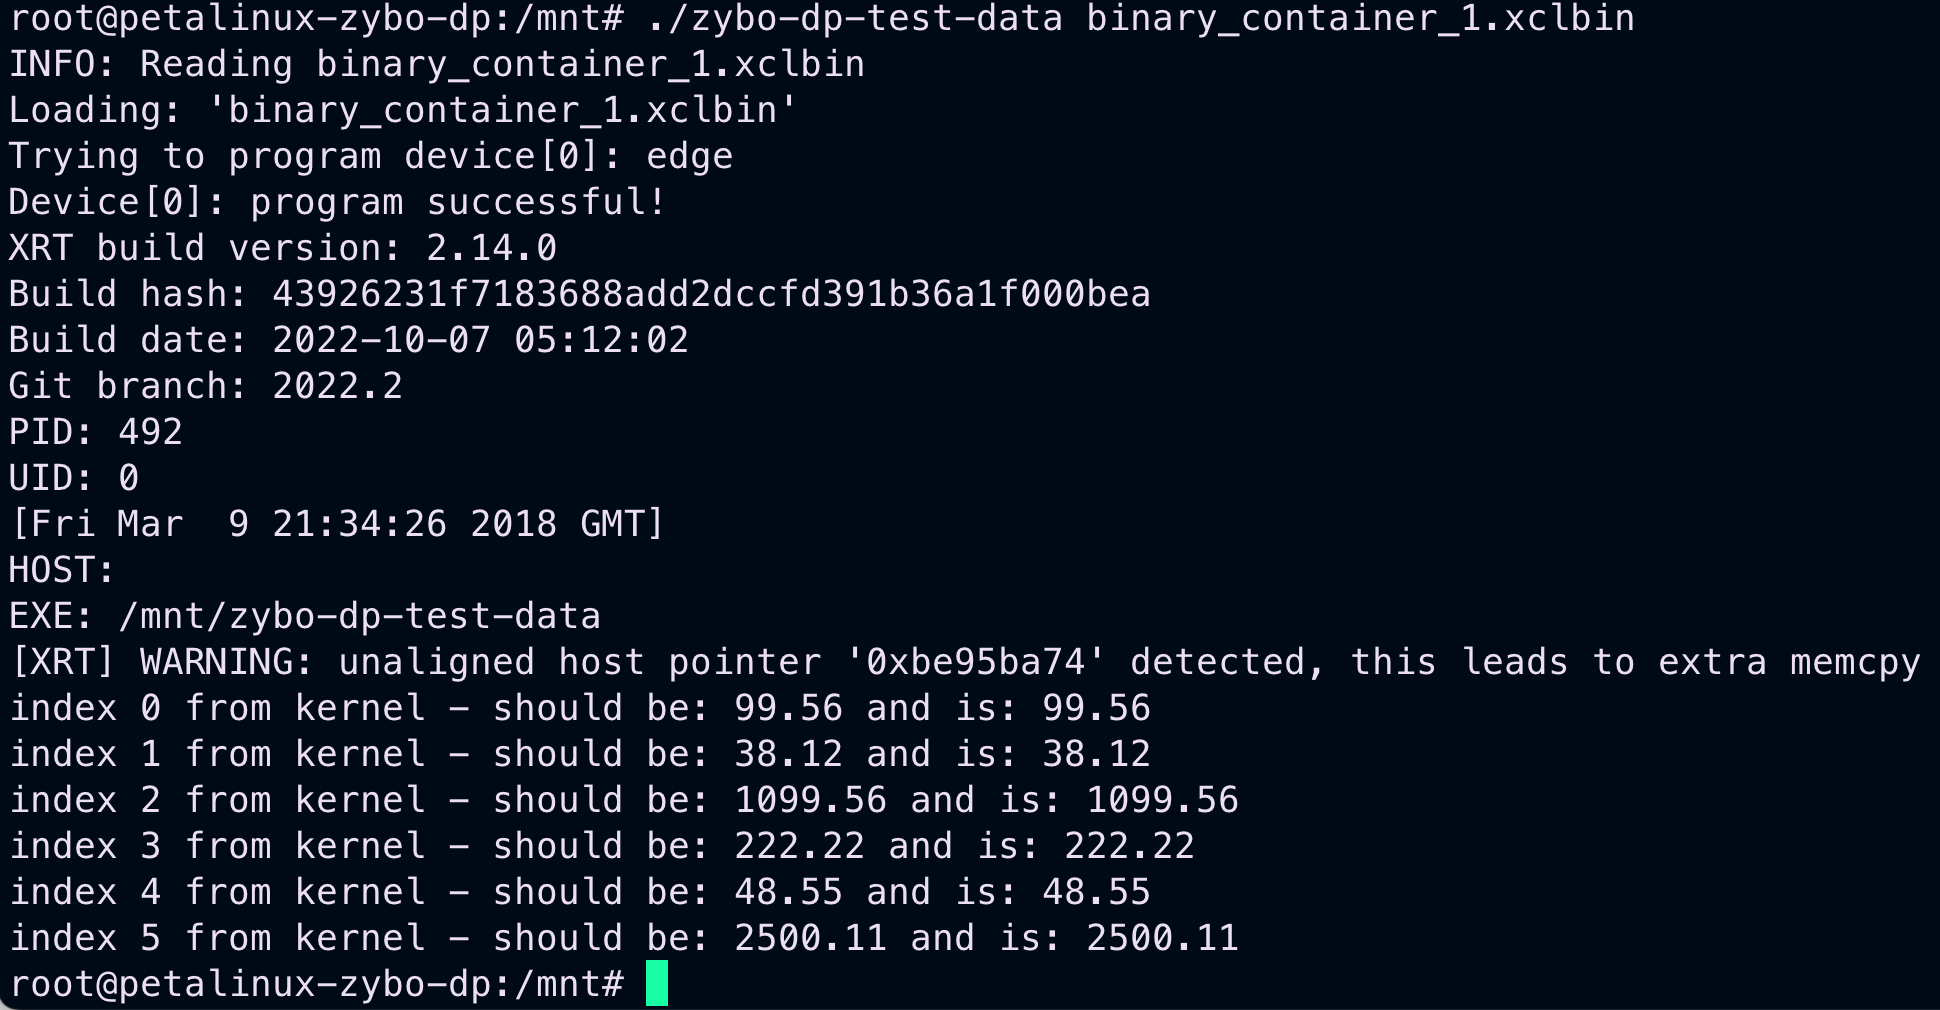 root@petalinux-zybo-dp:/mnt# ./zybo-dp-test-data binary_container_1.xclbin
INFO: Reading binary_container_1.xclbin
Loading: 'binary_container_1.xclbin'
Trying to program device[0]: edge
Device[0]: program successful!
XRT build version: 2.14.0
Build hash: 43926231f7183688add2dccfd391b36a1f000bea
Build date: 2022-10-07 05:12:02
Git branch: 2022.2
PID: 492
UID: 0
[Fri Mar  9 21:34:26 2018 GMT]
HOST:
EXE: /mnt/zybo-dp-test-data
[XRT] WARNING: unaligned host pointer '0xbe95ba74' detected, this leads to extra memcpy
index 0 from kernel - should be: 99.56 and is: 99.56
index 1 from kernel - should be: 38.12 and is: 38.12
index 2 from kernel - should be: 1099.56 and is: 1099.56
index 3 from kernel - should be: 222.22 and is: 222.22
index 4 from kernel - should be: 48.55 and is: 48.55
index 5 from kernel - should be: 2500.11 and is: 2500.11
root@petalinux-zybo-dp:/mnt#